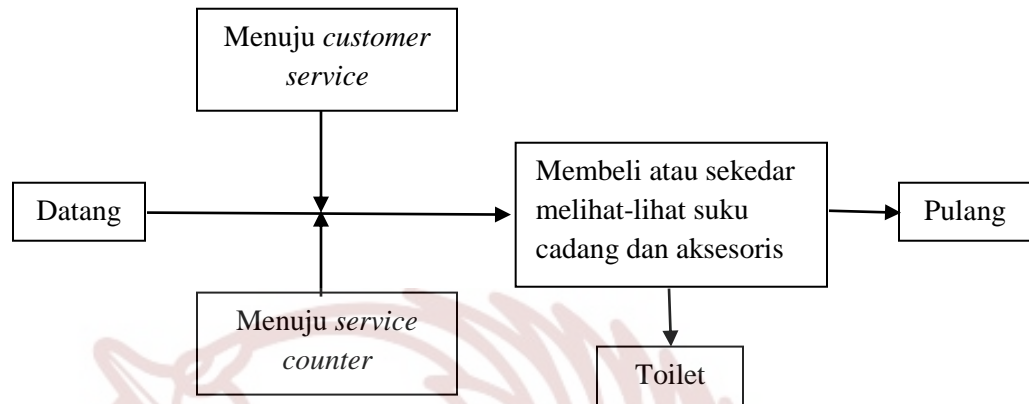 Menuju customer
service
Datang
Membeli atau sekedar
melihat-lihat suku
cadang dan aksesoris
Pulang
Menuju service
counter
Toilet